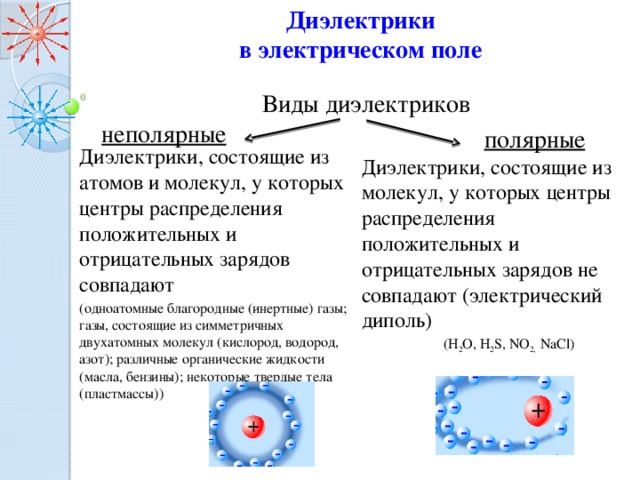 Диэлектрики
в электрическом поле
Виды диэлектриков
неполярные
Диэлектрики, состоящие из
атомов и молекул, у которых
центры распределения
положительных и
отрицательных зарядов
совпадают
(одноатомные благородные (инертные) газы;
газы, состоящие из симметричных
двухатомных молекул (кислород, водород,
азот); различные органические жидкости
(масла, бензины); некоторые твердые тела
(пластмассы))
полярные
Диэлектрики, состоящие из
молекул, у которых центры
распределения
положительных и
отрицательных зарядов не
совпадают (электрический
диполь)
(H₂O, H₂S, NO₂, NaCl)